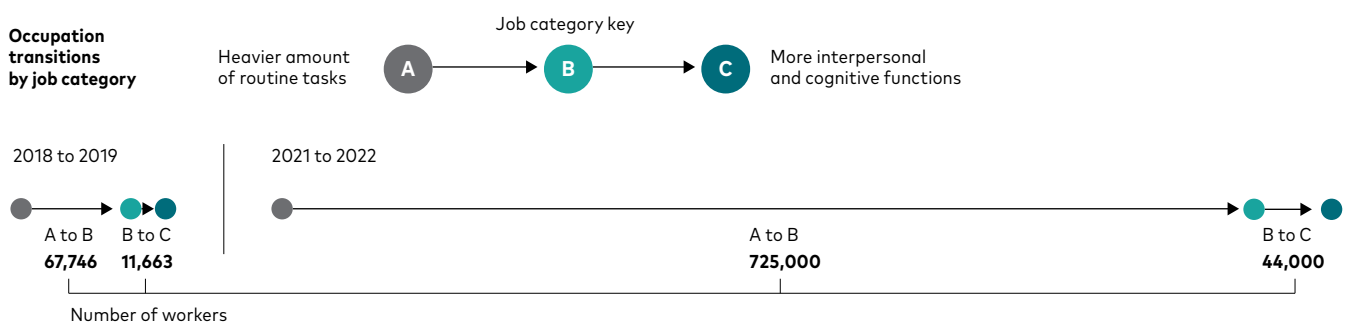 Occupation
transitions
by job category
Job category key
Heavier amount
of routine tasks
A
B
C
More interpersonal
and cognitive functions
2018 to 2019
2021 to 2022
A to B
B to C
A to B
B to C
67,746
11,663
725,000
44,000
Number of workers